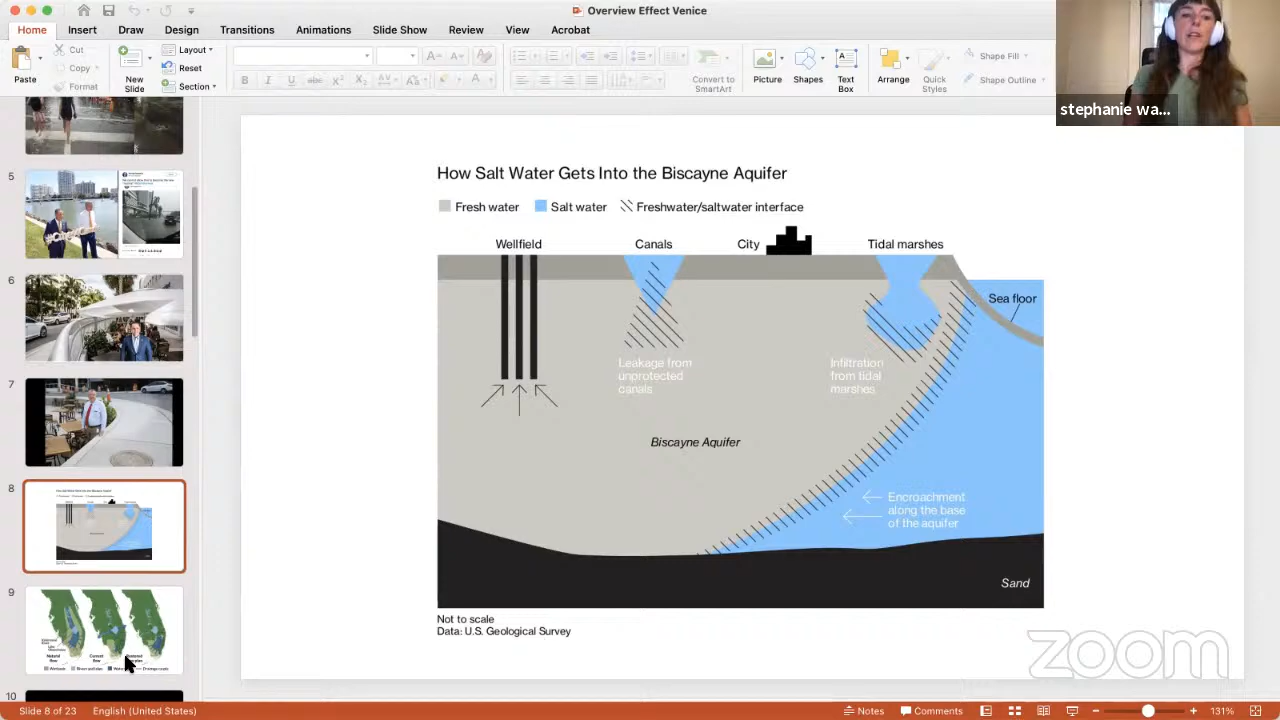 Overview Effect Venice
Home Insert Draw Design Transitions Animations Slide Show Review View Acrobat
Paste
Cut
Copy
Format
New
Slide
Layout
Reset
Section
Convert to
SmartArt
Picture
Shapes
Text
Box
Arrange
Quick
Styles
Shape Fill
Shape Outline
stephanie wa...
5
6
7
8
9
10
How Salt Water Gets Into the Biscayne Aquifer
Fresh water Salt water Freshwater/saltwater interface
Wellfield Canals City Tidal marshes
Sea floor
Leakage from
unprotected
canals
Infiltration
from tidal
marshes
Biscayne Aquifer
Encroachment
along the base
of the aquifer
Sand
Not to scale
Data: U.S. Geological Survey
zoom
Slide 8 of 23 English (United States) Notes Comments 131%